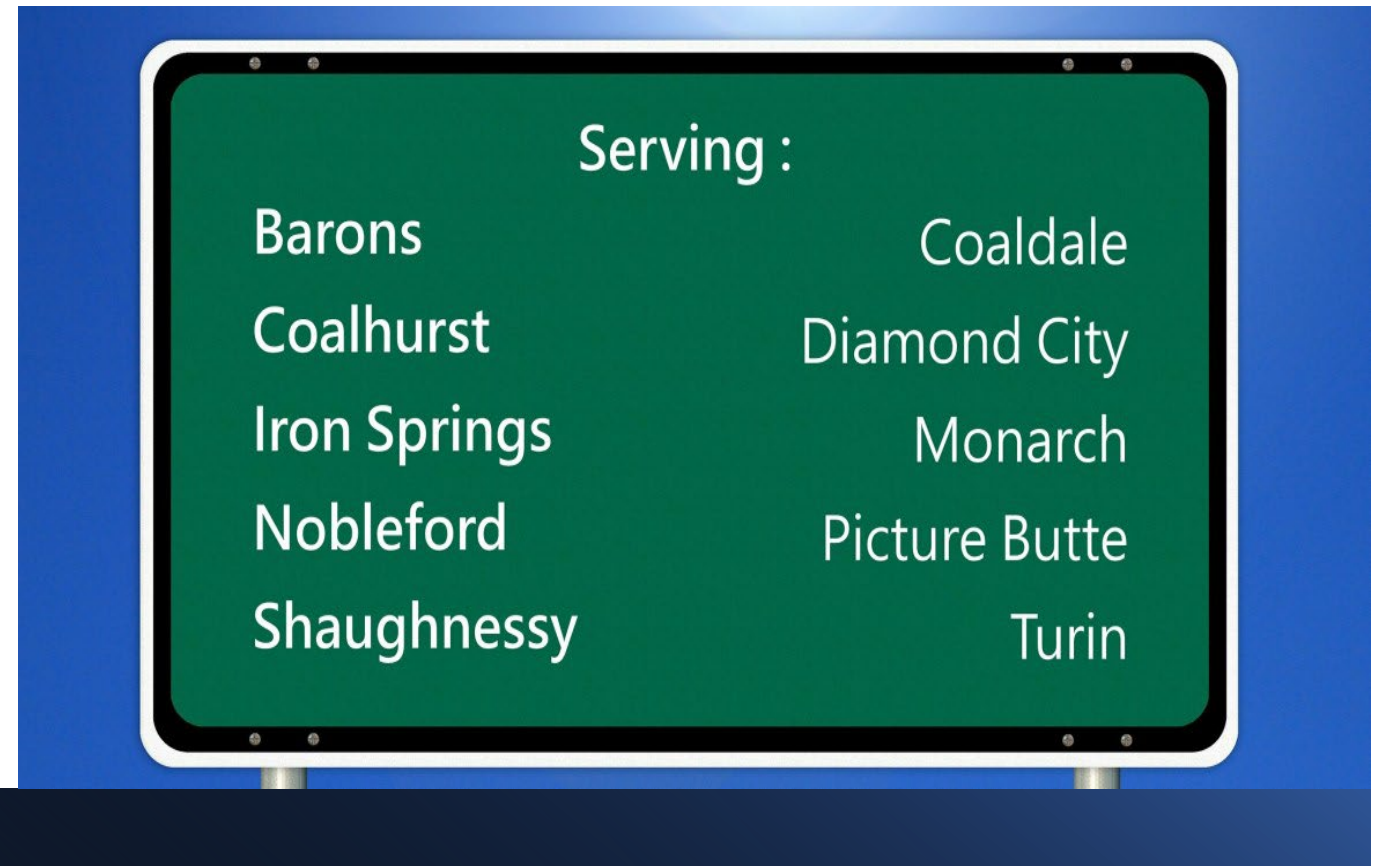 Serving :
Barons
Coaldale
Coalhurst
Diamond City
Iron Springs
Monarch
Nobleford
Picture Butte
Shaughnessy
Turin